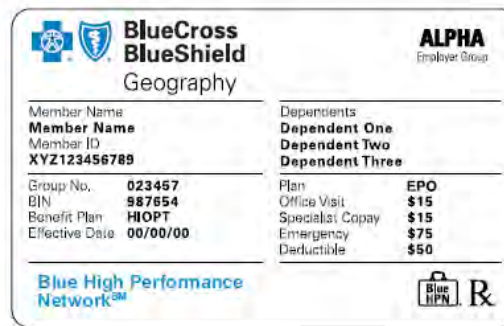 BlueCross
BlueShield
Geography
ALPHA
Employer Group
Member Name
Member Name
Member ID
XYZ123456789
Dependents
Dependent One
Dependent Two
Dependent Three
Group No. 023457
BIN 987654
Benefit Plan HIOPT
Effective Date 00/00/00
Plan EPO
Office Visit $15
Specialist Copay $15
Emergency $75
Deductible $50
Blue High Performance
Network℠
Blue
HPN
Rx